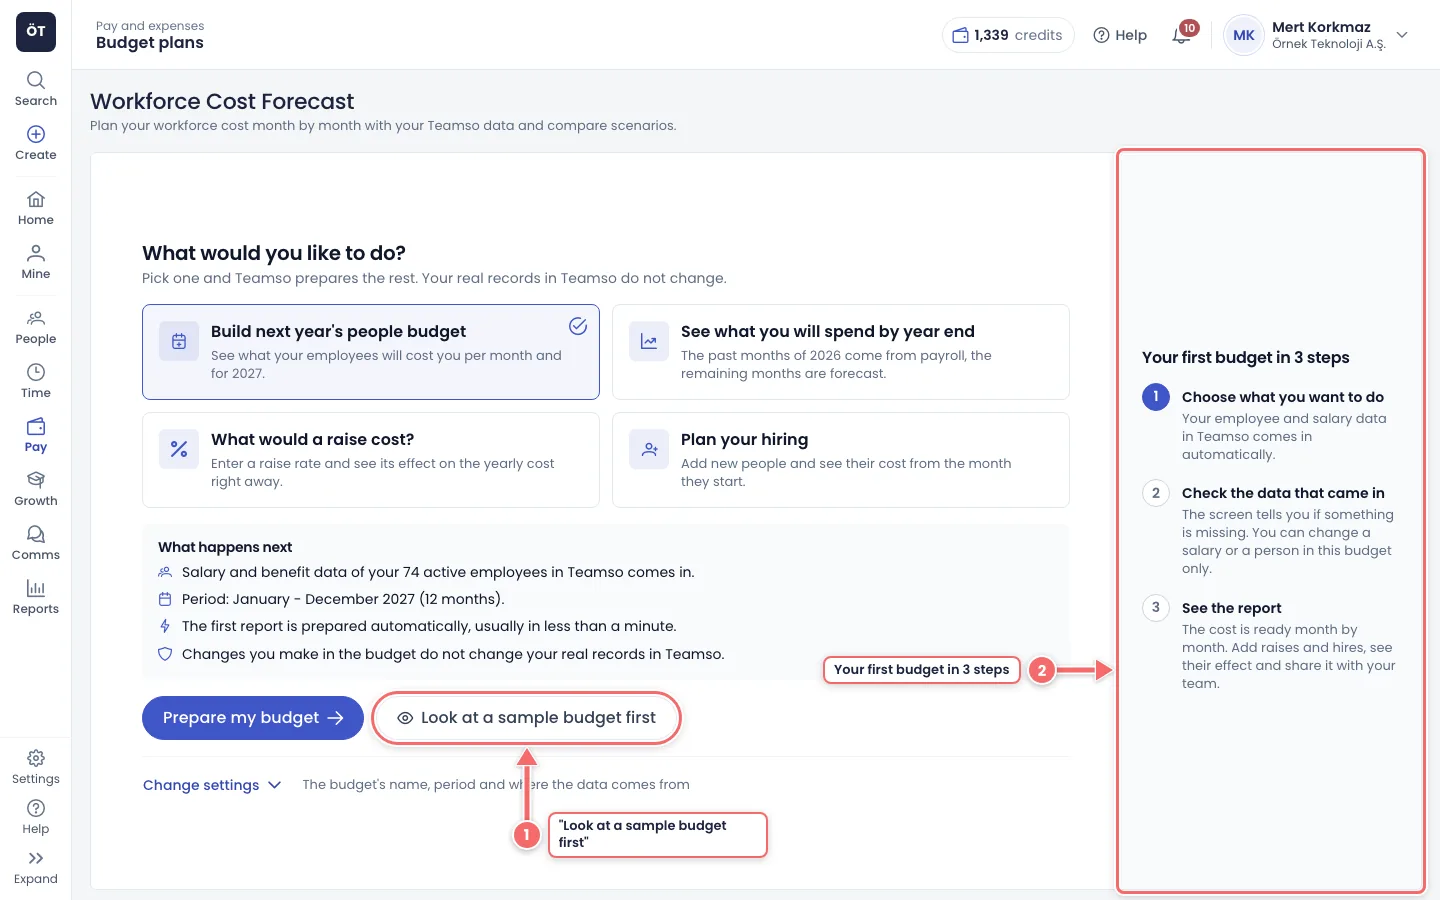 ÖT
Search
Create
Home
Mine
People
Time
Pay
Growth
Comms
Reports
Settings
Help
Expand
Pay and expenses
Budget plans
1,339 credits
Help
10
MK
Mert Korkmaz
Örnek Teknoloji A.Ş.
Workforce Cost Forecast
Plan your workforce cost month by month with your Teamso data and compare scenarios.
What would you like to do?
Pick one and Teamso prepares the rest. Your real records in Teamso do not change.
Build next year's people budget
See what your employees will cost you per month and
for 2027.
See what you will spend by year end
The past months of 2026 come from payroll, the
remaining months are forecast.
What would a raise cost?
Enter a raise rate and see its effect on the yearly cost
right away.
Plan your hiring
Add new people and see their cost from the month
they start.
What happens next
Salary and benefit data of your 74 active employees in Teamso comes in.
Period: January - December 2027 (12 months).
The first report is prepared automatically, usually in less than a minute.
Changes you make in the budget do not change your real records in Teamso.
Your first budget in 3 steps
2
Prepare my budget
Look at a sample budget first
Change settings
The budget's name, period and where the data comes from
1
"Look at a sample budget
first"
Your first budget in 3 steps
1
Choose what you want to do
Your employee and salary data
in Teamso comes in
automatically.
2
Check the data that came in
The screen tells you if something
is missing. You can change a
salary or a person in this budget
only.
3
See the report
The cost is ready month by
month. Add raises and hires, see
their effect and share it with your
team.